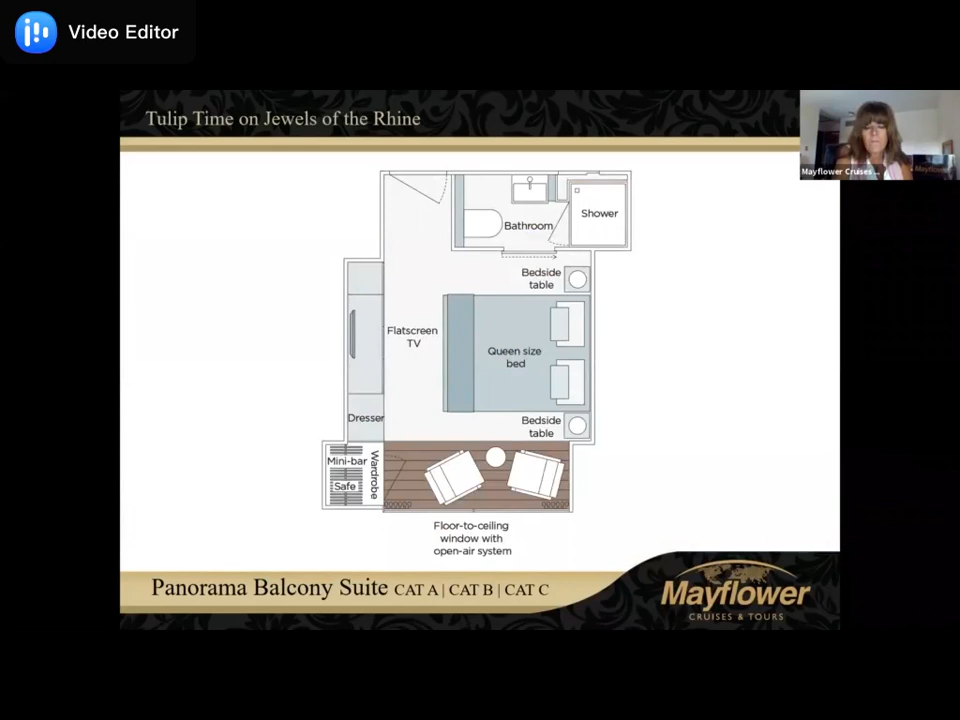 Video Editor
Tulip Time on Jewels of the Rhine
Mayflower Cruises ...
Mayflower
Shower
Bathroom
Bedside
table
Flatscreen
TV
Queen size
bed
Dresser
Bedside
table
Mini-bar
Wardrobe
Safe
Floor-to-ceiling
window with
open-air system
Panorama Balcony Suite CAT A | CAT B | CAT C
Mayflower
CRUISES & TOURS